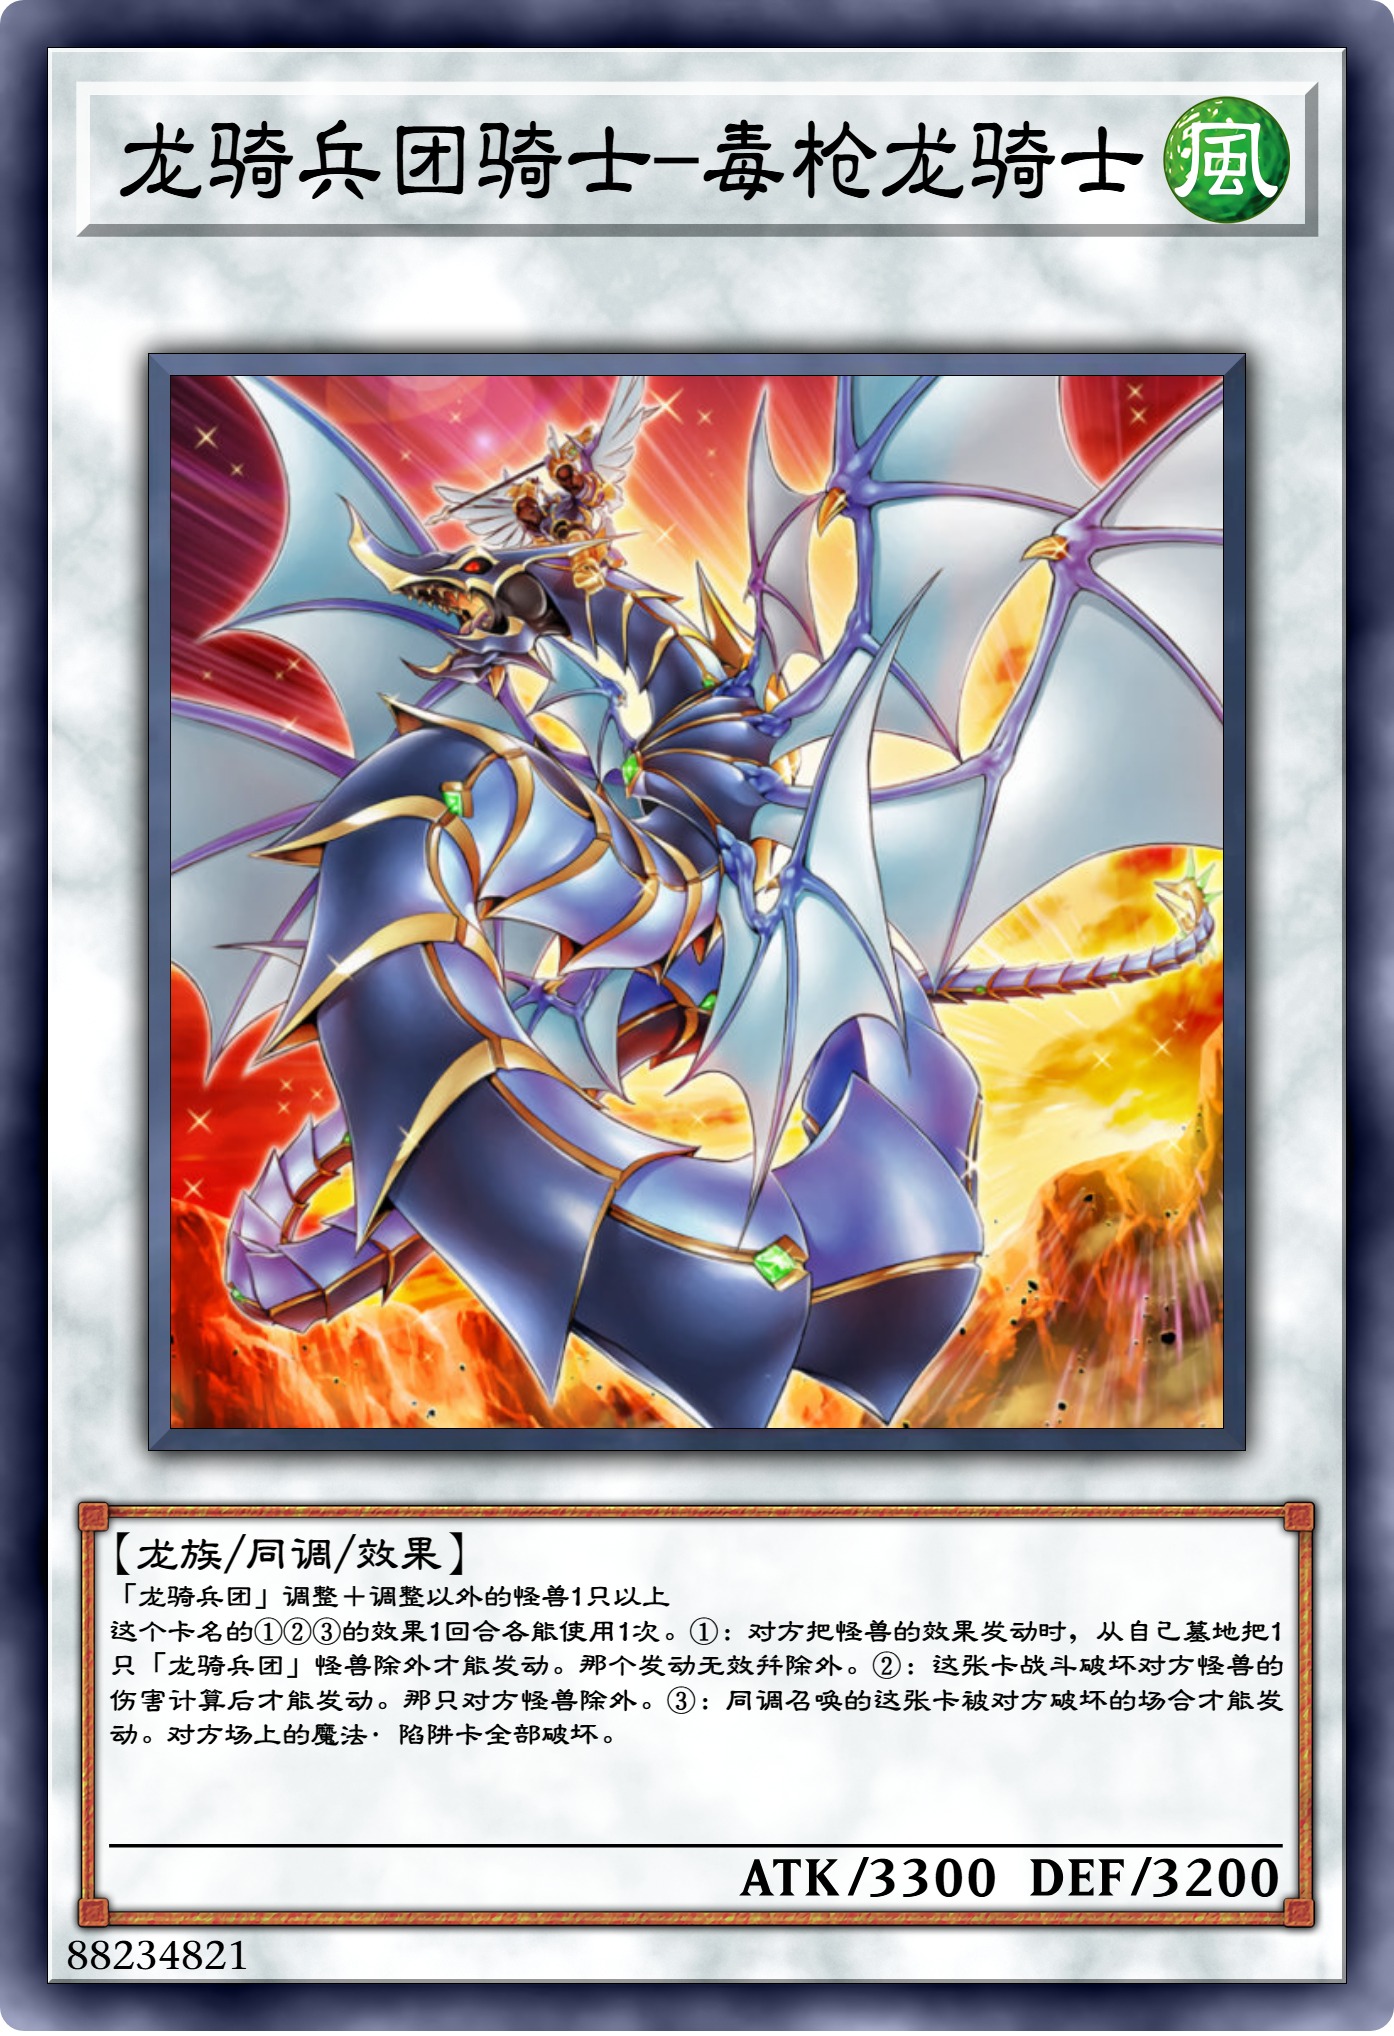 龙骑兵团骑士-毒枪龙骑士
風
【龙族/同调/效果】
「龙骑兵团」调整＋调整以外的怪兽1只以上
这个卡名的①②③的效果1回合各能使用1次。①：对方把怪兽的效果发动时，从自己墓地把1
只「龙骑兵团」怪兽除外才能发动。那个发动无效并除外。②：这张卡战斗破坏对方怪兽的
伤害计算后才能发动。那只对方怪兽除外。③：同调召唤的这张卡被对方破坏的场合才能发
动。对方场上的魔法·陷阱卡全部破坏。
ATK/3300 DEF/3200
88234821